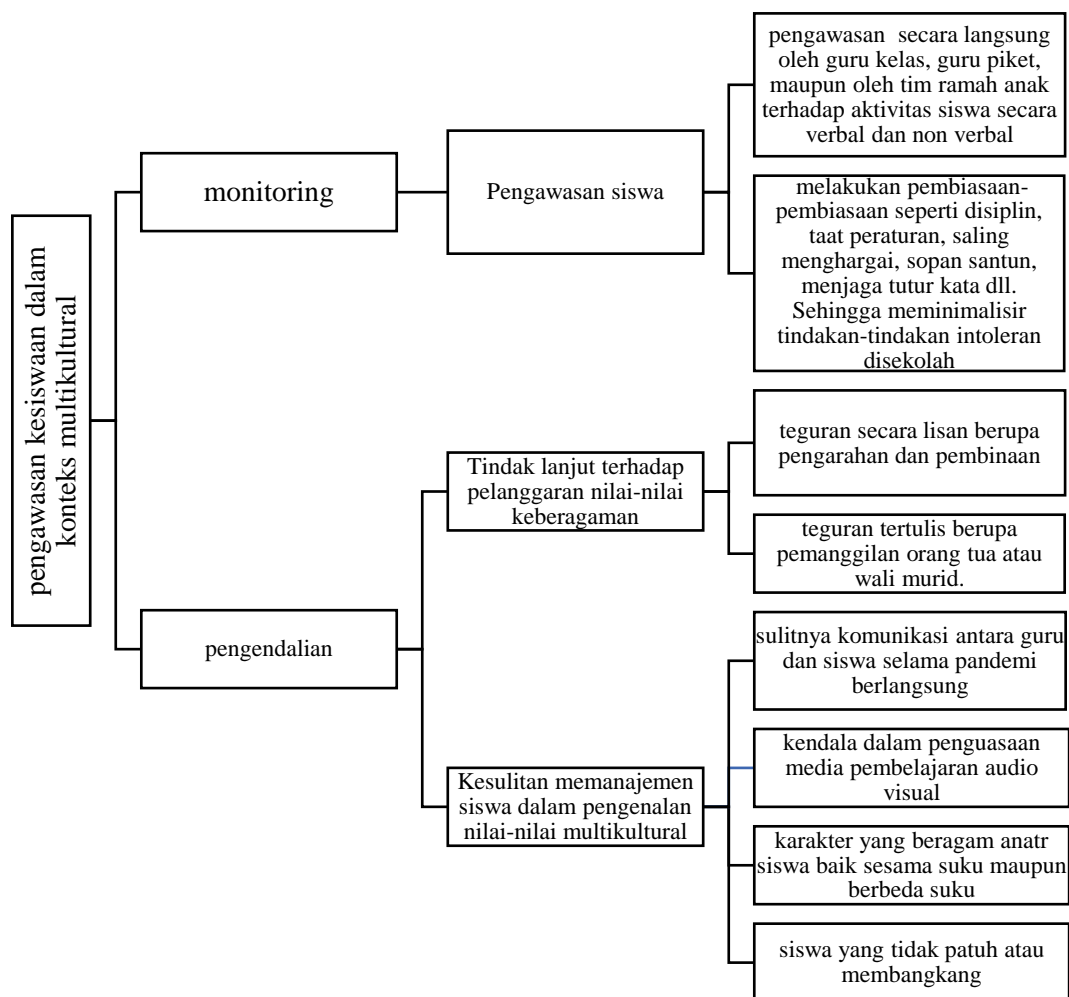 pengawasan kesiswaan dalam
konteks multikultural
monitoring
Pengawasan siswa
pengawasan  secara langsung
oleh guru kelas, guru piket,
maupun oleh tim ramah anak
terhadap aktivitas siswa secara
verbal dan non verbal
melakukan pembiasaan-
pembiasaan seperti disiplin,
taat peraturan, saling
menghargai, sopan santun,
menjaga tutur kata dll.
Sehingga meminimalisir
tindakan-tindakan intoleran
disekolah
pengendalian
Tindak lanjut terhadap
pelanggaran nilai-nilai
keberagaman
teguran secara lisan berupa
pengarahan dan pembinaan
teguran tertulis berupa
pemanggilan orang tua atau
wali murid.
Kesulitan memanajemen
siswa dalam pengenalan
nilai-nilai multikultural
sulitnya komunikasi antara guru
dan siswa selama pandemi
berlangsung
kendala dalam penguasaan
media pembelajaran audio
visual
karakter yang beragam anatr
siswa baik sesama suku maupun
berbeda suku
siswa yang tidak patuh atau
membangkang